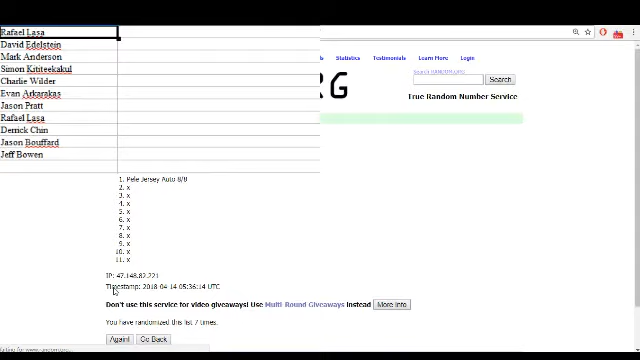 Rafael Lasa
David Edelstein
Mark Anderson
Simon Kititeekakul
Charlie Wilder
Evan Arkarakas
Jason Pratt
Rafael Lasa
Derrick Chin
Jason Bouffard
Jeff Bowen
Statistics Testimonials Learn More Login
RG
Search RANDOM.ORG
Search
True Random Number Service
1. Pele Jersey Auto 8/8
2. x
3. x
4. x
5. x
6. x
7. x
8. x
9. x
10. x
11. x
IP: 47.148.82.221
Timestamp: 2018-04-14 05:36:14 UTC
Don't use this service for video giveaways! Use Multi-Round Giveaways instead More Info
You have randomized this list 7 times.
Again! Go Back